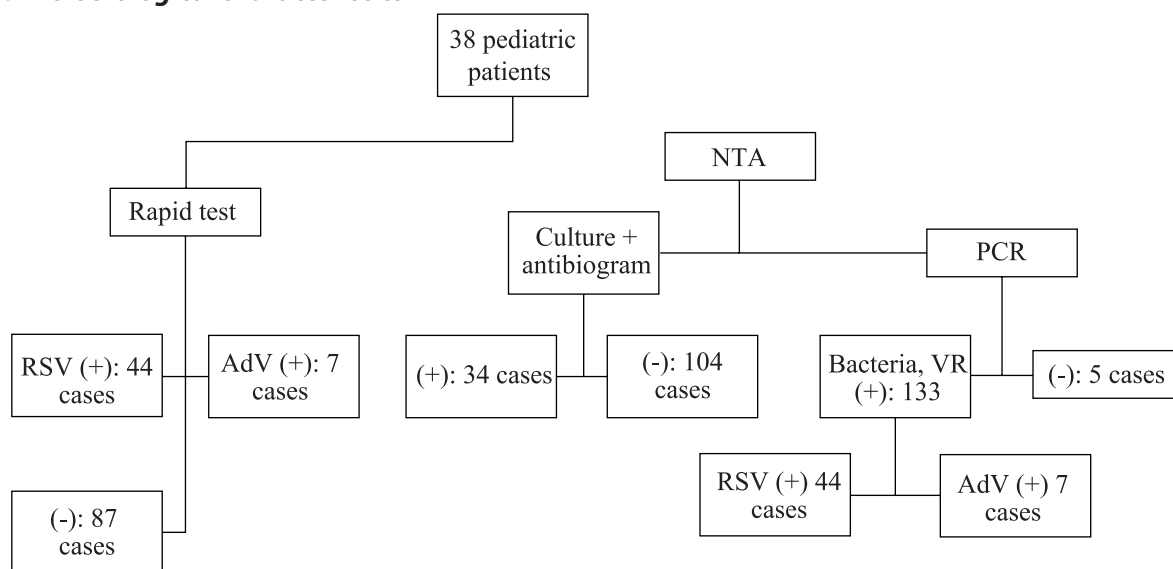 38 pediatric
patients
NTA
Rapid test
Culture +
antibiogram
PCR
RSV (+): 44
cases
AdV (+): 7
cases
(+): 34 cases
(-): 104
cases
Bacteria, VR
(+): 133
(-): 5 cases
RSV (+) 44
cases
AdV (+) 7
cases
(-): 87
cases